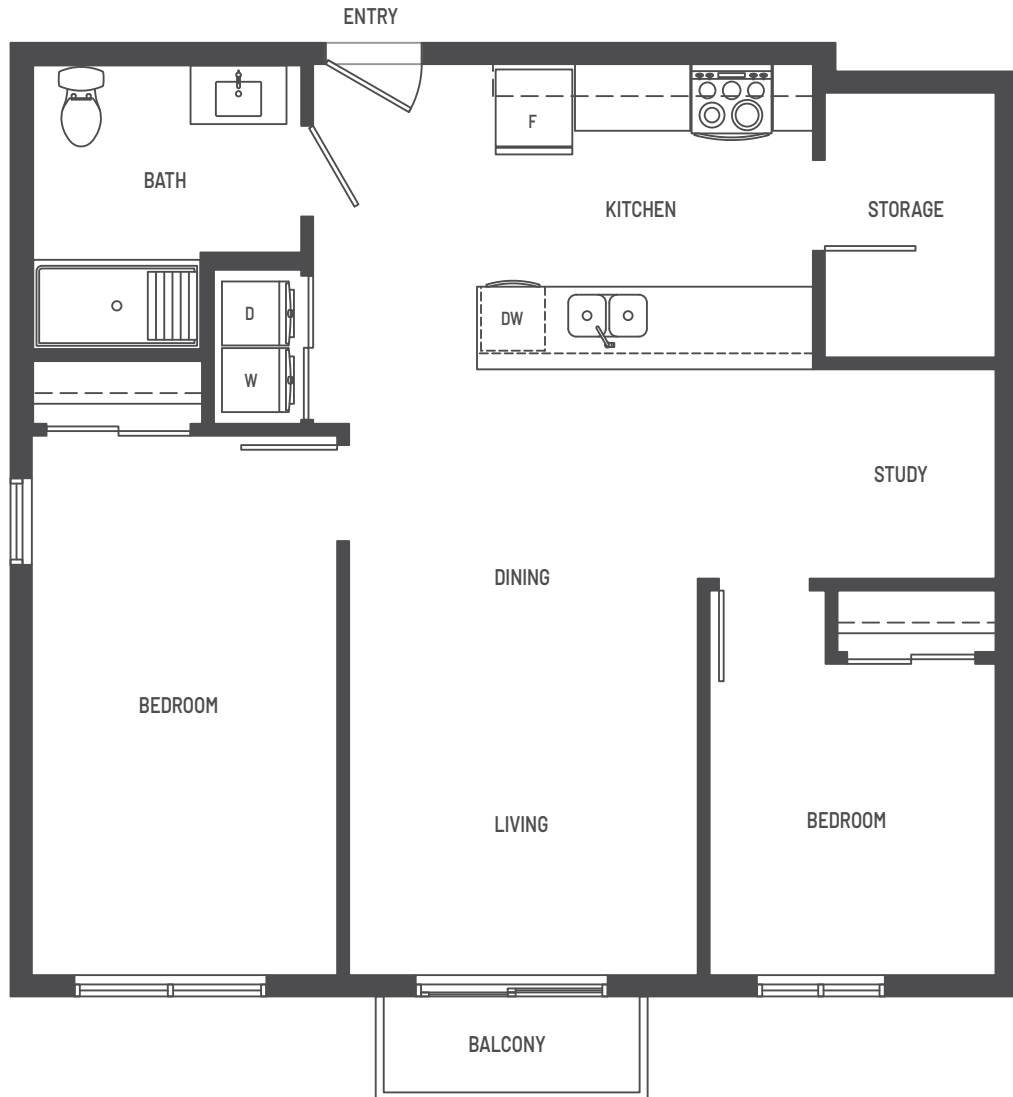 ENTRY
F
BATH
KITCHEN
STORAGE
D
DW
W
STUDY
DINING
BEDROOM
LIVING
BEDROOM
BALCONY